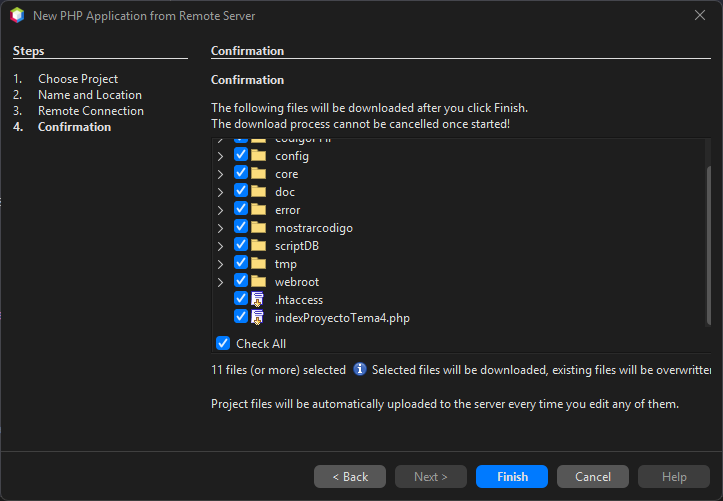 New PHP Application from Remote Server
Steps
1. Choose Project
2. Name and Location
3. Remote Connection
4. Confirmation
Confirmation
Confirmation
The following files will be downloaded after you click Finish.
The download process cannot be cancelled once started!
config
core
doc
error
mostrarcodigo
scriptDB
tmp
webroot
.htaccess
indexProyectoTema4.php
Check All
11 files (or more) selected Selected files will be downloaded, existing files will be overwritten
Project files will be automatically uploaded to the server every time you edit any of them.
< Back
Next >
Finish
Cancel
Help